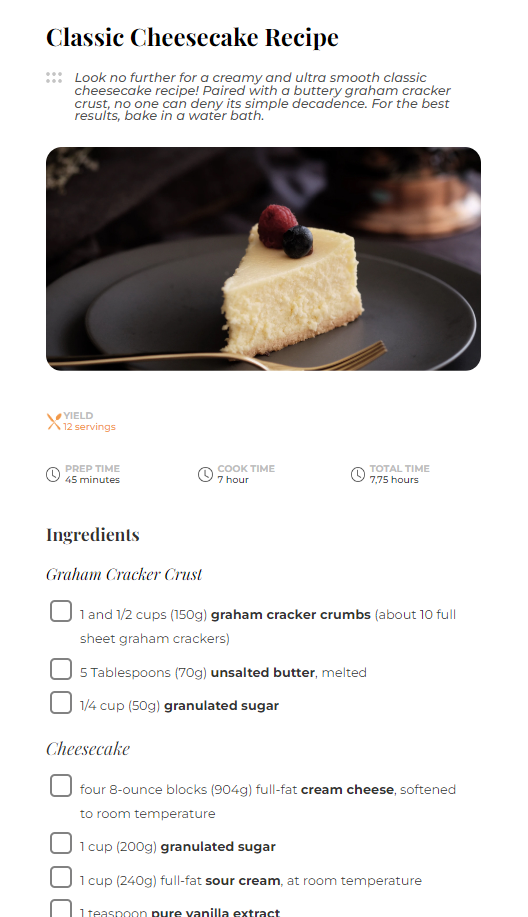 Classic Cheesecake Recipe
Look no further for a creamy and ultra smooth classic
cheesecake recipe! Paired with a buttery graham cracker
crust, no one can deny its simple decadence. For the best
results, bake in a water bath.
YIELD
12 servings
PREP TIME
45 minutes
COOK TIME
7 hour
TOTAL TIME
7,75 hours
Ingredients
Graham Cracker Crust
1 and 1/2 cups (150g) graham cracker crumbs (about 10 full
sheet graham crackers)
5 Tablespoons (70g) unsalted butter, melted
1/4 cup (50g) granulated sugar
Cheesecake
four 8-ounce blocks (904g) full-fat cream cheese, softened
to room temperature
1 cup (200g) granulated sugar
1 cup (240g) full-fat sour cream, at room temperature
1 teaspoon pure vanilla extract